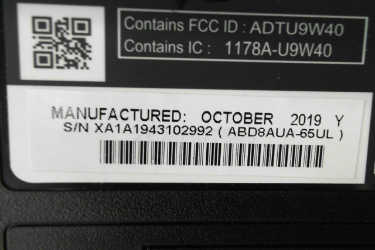 Contains FCC ID : ADTU9W40
Contains IC : 1178A-U9W40
MANUFACTURED: OCTOBER 2019 Y
S/N XA1A1943102992 ( ABD8AUA-65UL )